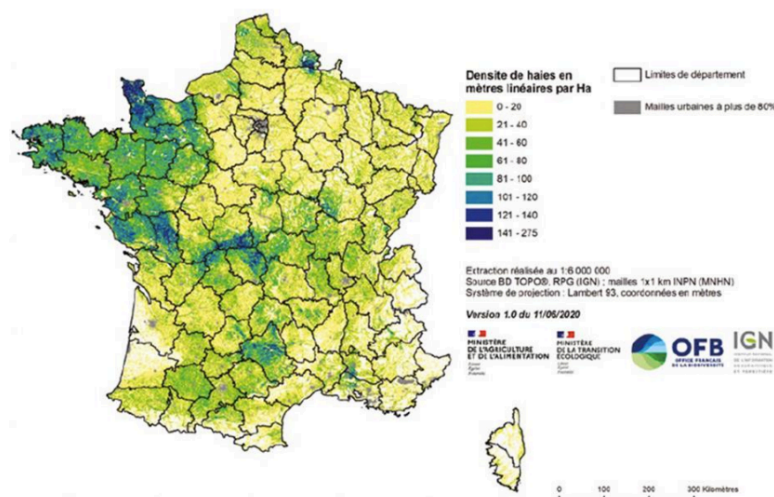 Densite de haies en
mètres linéaires par Ha
0 - 20
21 - 40
41 - 60
61 - 80
81 - 100
101 - 120
121 - 140
141 - 275
Limites de département
Mailles urbaines à plus de 80%
Extraction réalisée au 1:6 000 000
Source BD TOPO®, RPG (IGN) ; mailles 1x1 km INPN (MNHN)
Système de projection : Lambert 93, coordonnées en mètres
Version 1.0 du 11/06/2020
MINISTÈRE
DE L'AGRICULTURE
ET DE L'ALIMENTATION
MINISTÈRE
DE LA TRANSITION
ÉCOLOGIQUE
OFB
OFFICE FRANÇAIS
DE LA BIODIVERSITÉ
IGN
0 100 200 300 Kilomètres